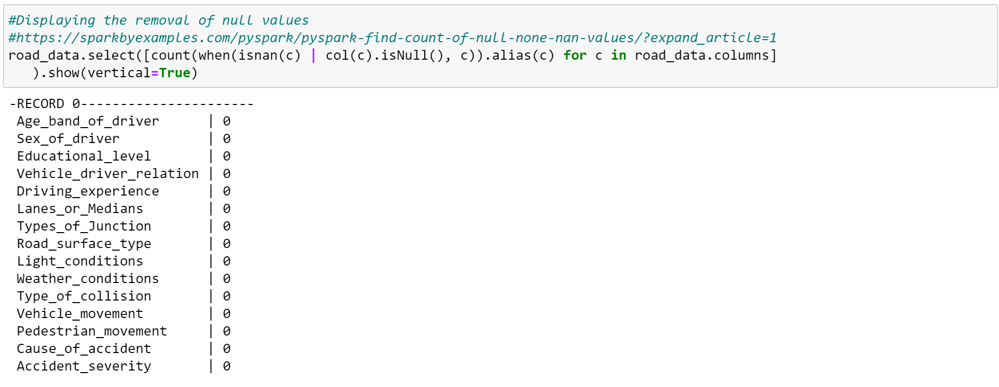 #Displaying the removal of null values
#https://sparkbyexamples.com/pyspark/pyspark-find-count-of-null-none-nan-values/?expand_article=1
road_data.select([count(when(isnan(c) | col(c).isNull(), c)).alias(c) for c in road_data.columns]
   ).show(vertical=True)
-RECORD 0----------------------
 Age_band_of_driver      | 0
 Sex_of_driver           | 0
 Educational_level       | 0
 Vehicle_driver_relation | 0
 Driving_experience      | 0
 Lanes_or_Medians        | 0
 Types_of_Junction       | 0
 Road_surface_type       | 0
 Light_conditions        | 0
 Weather_conditions      | 0
 Type_of_collision       | 0
 Vehicle_movement        | 0
 Pedestrian_movement     | 0
 Cause_of_accident       | 0
 Accident_severity       | 0